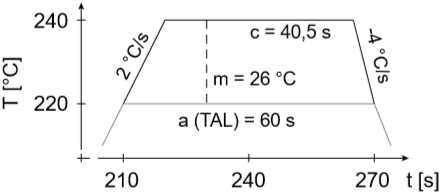 240
c = 40,5 s
2 °C/s
-4 °C/s
T [°C]
m = 26 °C
220
a (TAL) = 60 s
210
240
270
t [s]